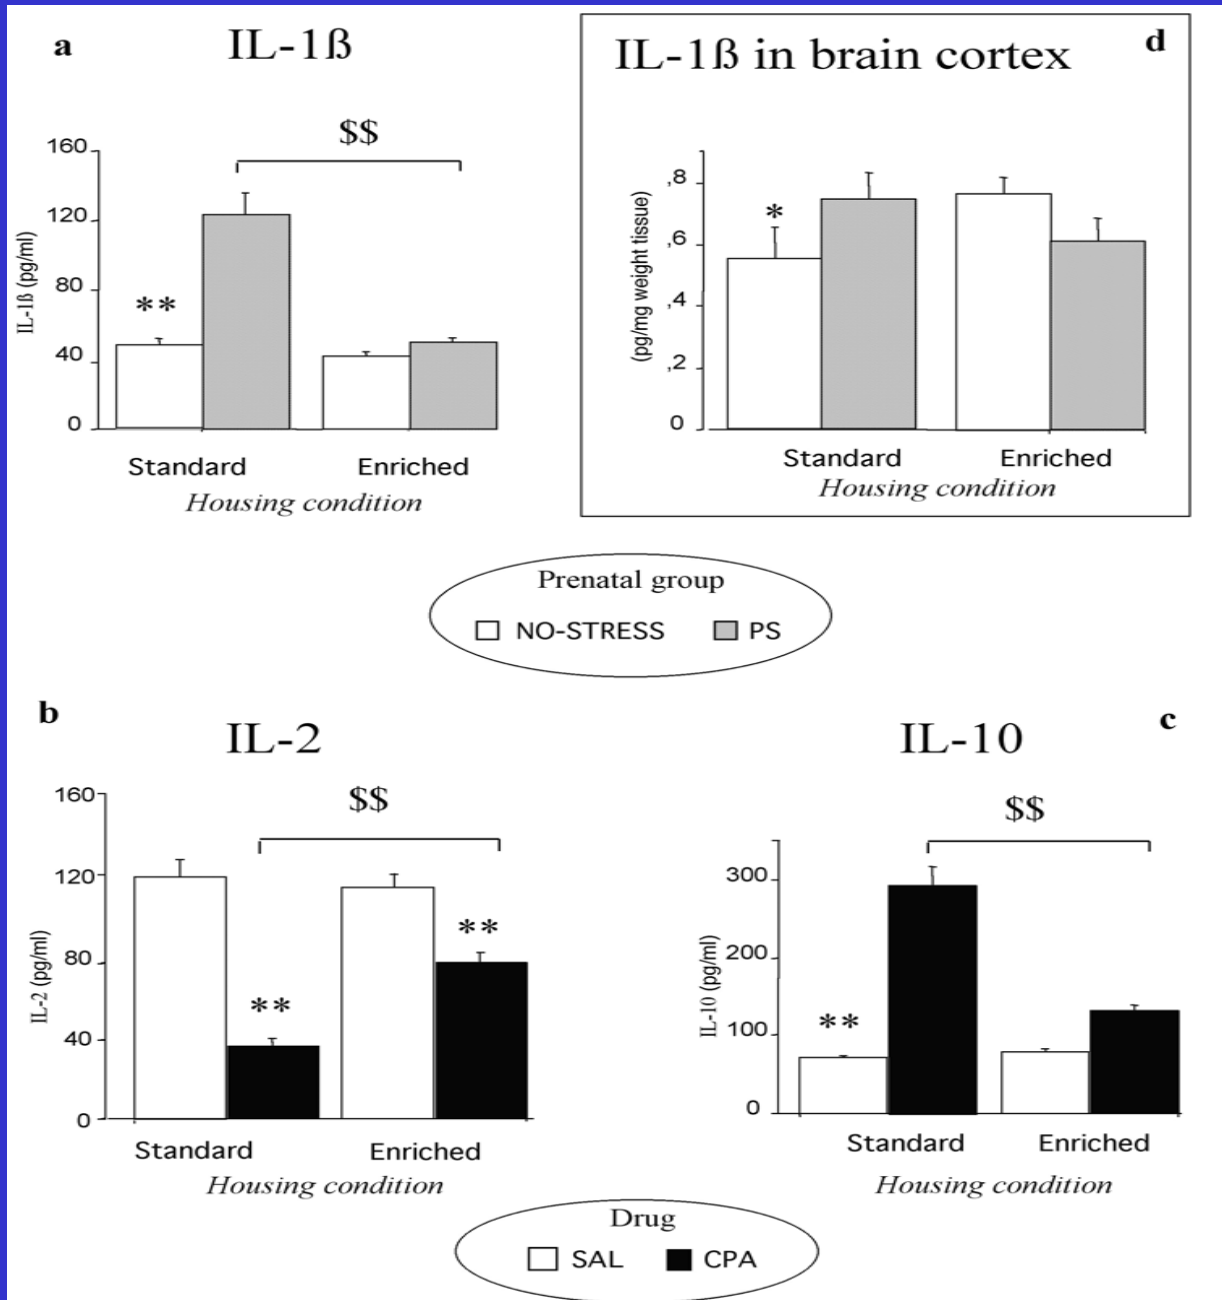 a
IL-1ß
$$
160
120
80
40
0
IL-1ß (pg/ml)
**
Standard
Enriched
Housing condition
d
IL-1ß in brain cortex
,8
,6
,4
,2
0
(pg/mg weight tissue)
*
Standard
Enriched
Housing condition
Prenatal group
NO-STRESS PS
b
IL-2
$$
160
120
80
40
0
IL-2 (pg/ml)
**
**
Standard
Enriched
Housing condition
c
IL-10
$$
300
200
100
0
IL-10 (pg/ml)
**
Standard
Enriched
Housing condition
Drug
SAL CPA